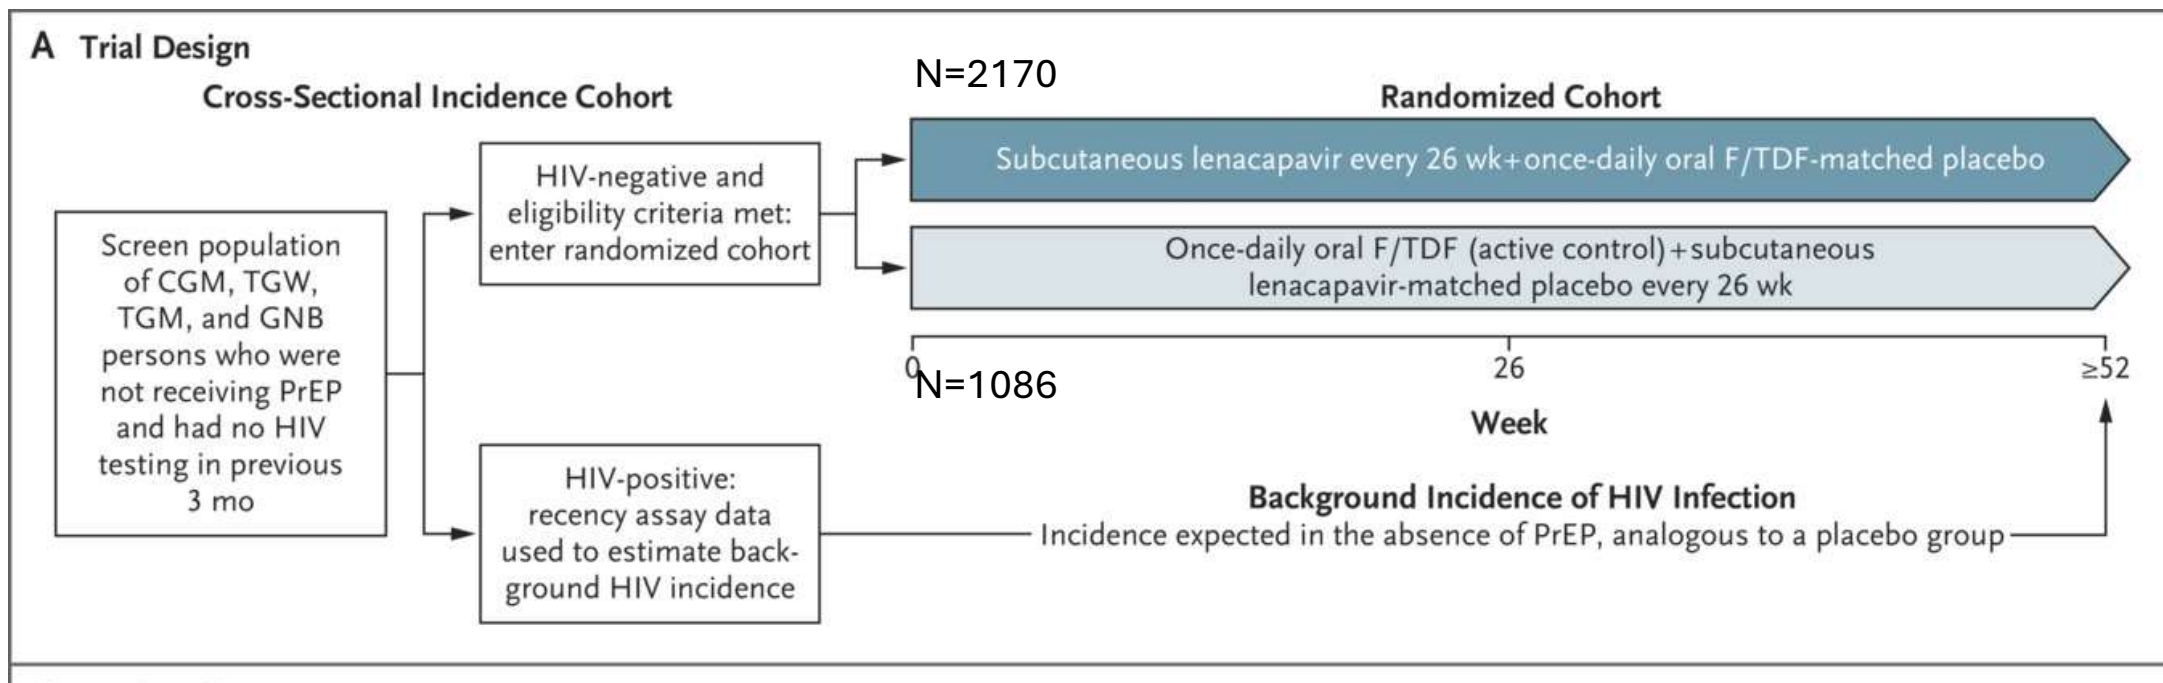 A Trial Design
Cross-Sectional Incidence Cohort
N=2170
Randomized Cohort
Screen population
of CGM, TGW,
TGM, and GNB
persons who were
not receiving PrEP
and had no HIV
testing in previous
3 mo
HIV-negative and
eligibility criteria met:
enter randomized cohort
Subcutaneous lenacapavir every 26 wk+once-daily oral F/TDF-matched placebo
Once-daily oral F/TDF (active control)+subcutaneous
lenacapavir-matched placebo every 26 wk
0
26
≥52
N=1086
Week
HIV-positive:
recency assay data
used to estimate back-
ground HIV incidence
Background Incidence of HIV Infection
Incidence expected in the absence of PrEP, analogous to a placebo group